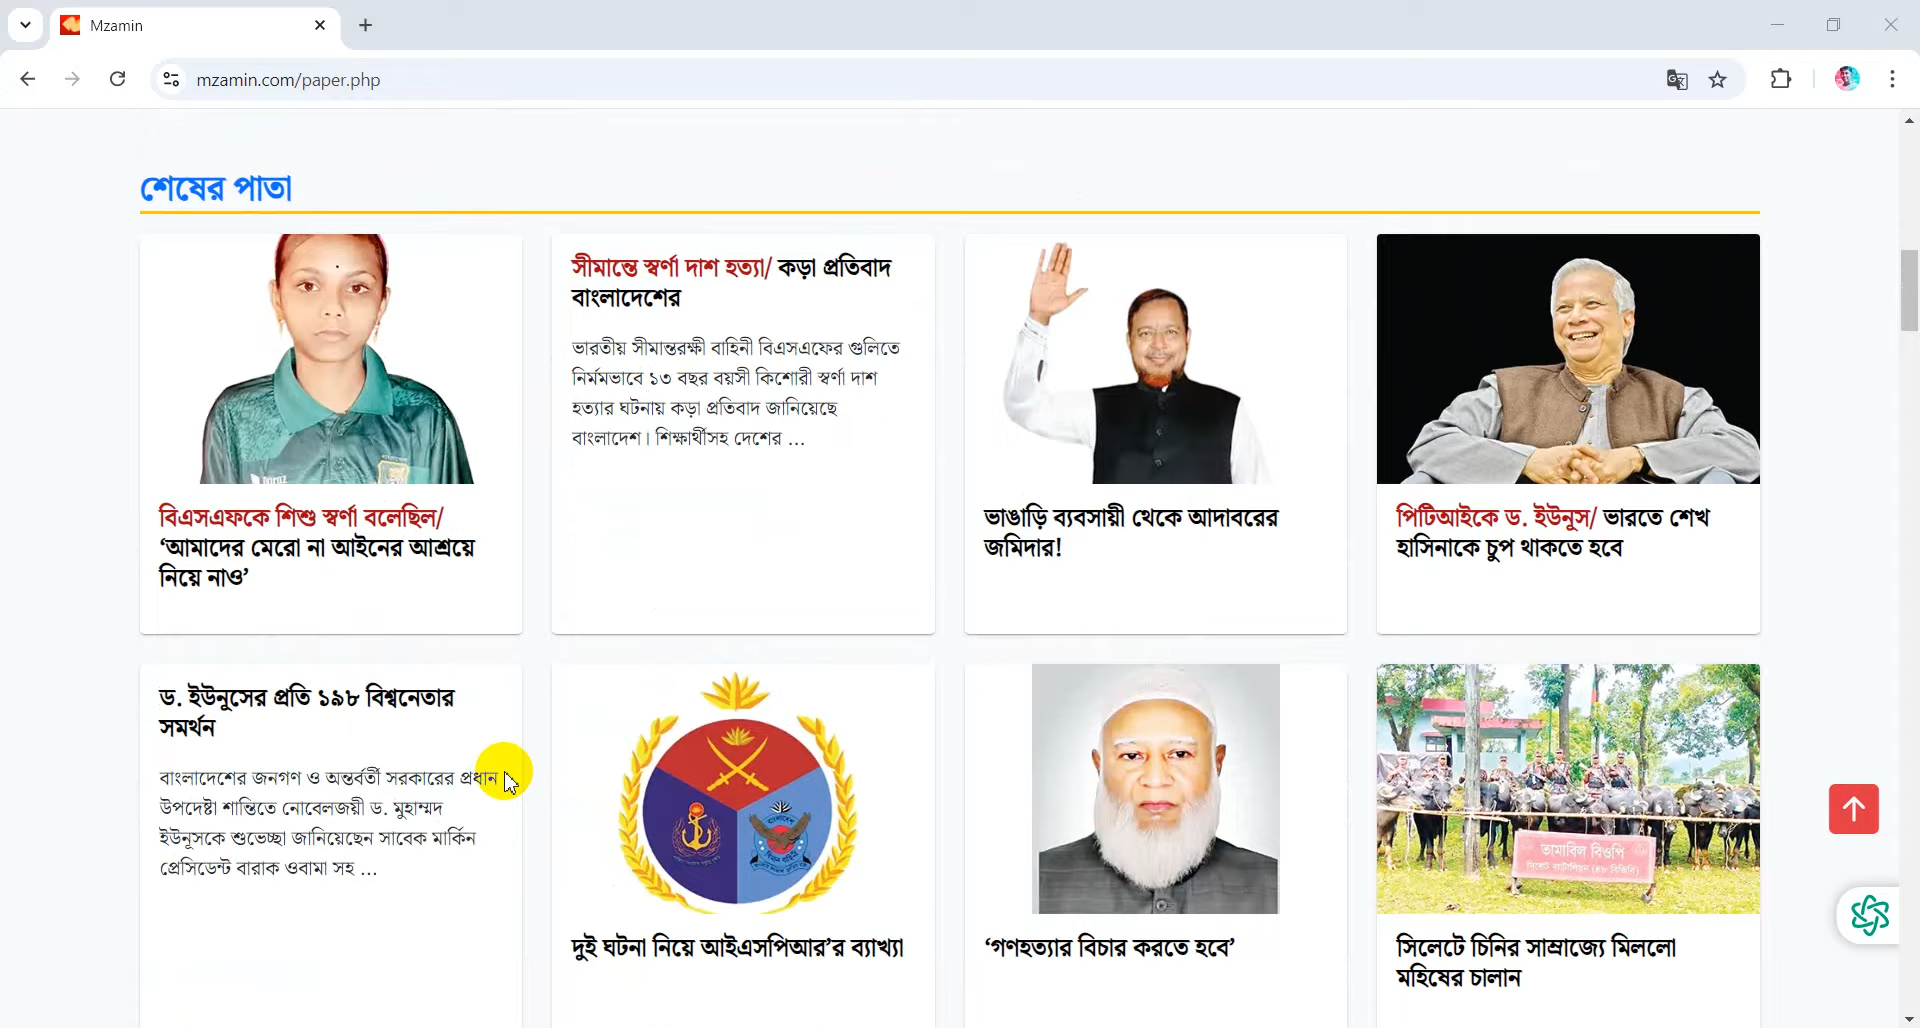 Mzamin
mzamin.com/paper.php
শেষের পাতা
বিএসএফকে শিশু স্বর্ণা বলেছিল/
‘আমাদের মেরো না আইনের আশ্রয়ে
নিয়ে নাও’
সীমান্তে স্বর্ণা দাশ হত্যা/ কড়া প্রতিবাদ
বাংলাদেশের
ভারতীয় সীমান্তরক্ষী বাহিনী বিএসএফের গুলিতে
নির্মমভাবে ১৩ বছর বয়সী কিশোরী স্বর্ণা দাশ
হত্যার ঘটনায় কড়া প্রতিবাদ জানিয়েছে
বাংলাদেশ। শিক্ষার্থীসহ দেশের ...
ভাঙাড়ি ব্যবসায়ী থেকে আদাবরের
জমিদার!
পিটিআইকে ড. ইউনূস/ ভারতে শেখ
হাসিনাকে চুপ থাকতে হবে
ড. ইউনূসের প্রতি ১৯৮ বিশ্বনেতার
সমর্থন
বাংলাদেশের জনগণ ও অন্তর্বর্তী সরকারের প্রধান
উপদেষ্টা শান্তিতে নোবেলজয়ী ড. মুহাম্মদ
ইউনূসকে শুভেচ্ছা জানিয়েছেন সাবেক মার্কিন
প্রেসিডেন্ট বারাক ওবামা সহ ...
দুই ঘটনা নিয়ে আইএসপিআর’র ব্যাখ্যা
‘গণহত্যার বিচার করতে হবে’
তামাবিল বিওপি
সিলেট ব্যাটালিয়ন (৪৮ বিজিবি)
সিলেটে চিনির সাম্রাজ্যে মিললো
মহিষের চালান